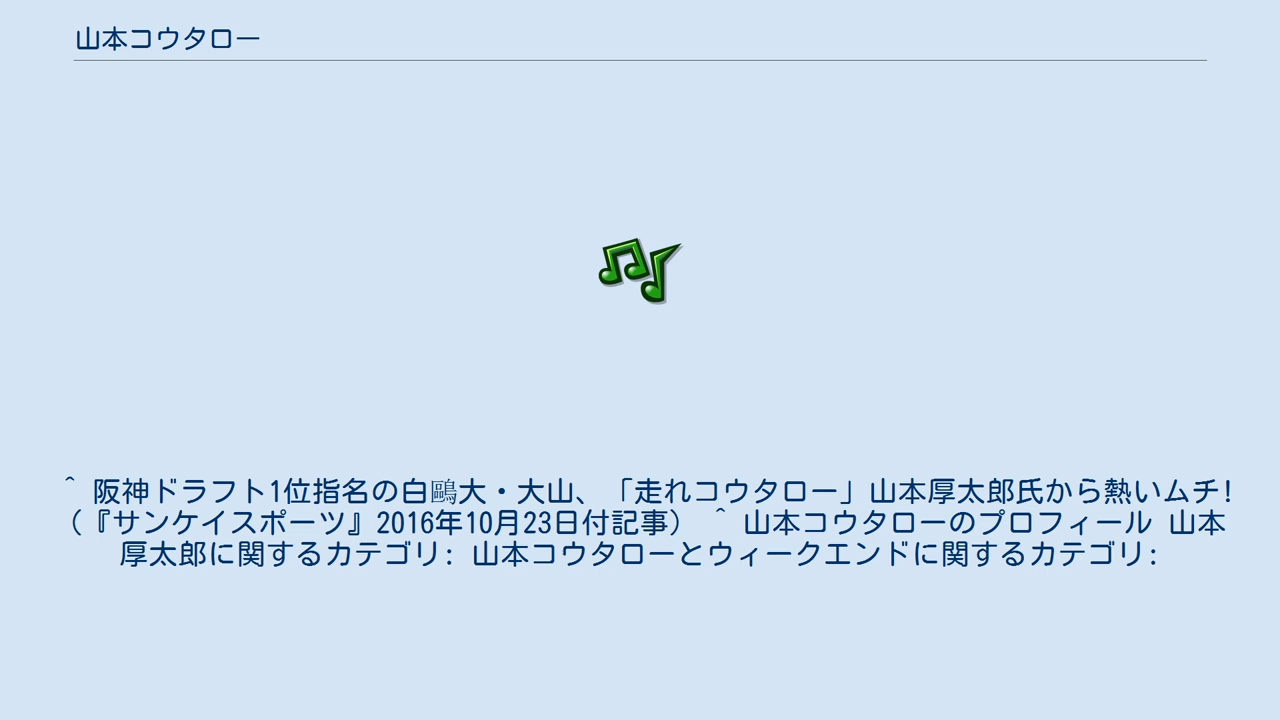 山本コウタロー
^ 阪神ドラフト1位指名の白鷗大・大山、「走れコウタロー」山本厚太郎氏から熱いムチ!
(『サンケイスポーツ』2016年10月23日付記事) ^ 山本コウタローのプロフィール 山本
厚太郎に関するカテゴリ: 山本コウタローとウィークエンドに関するカテゴリ: